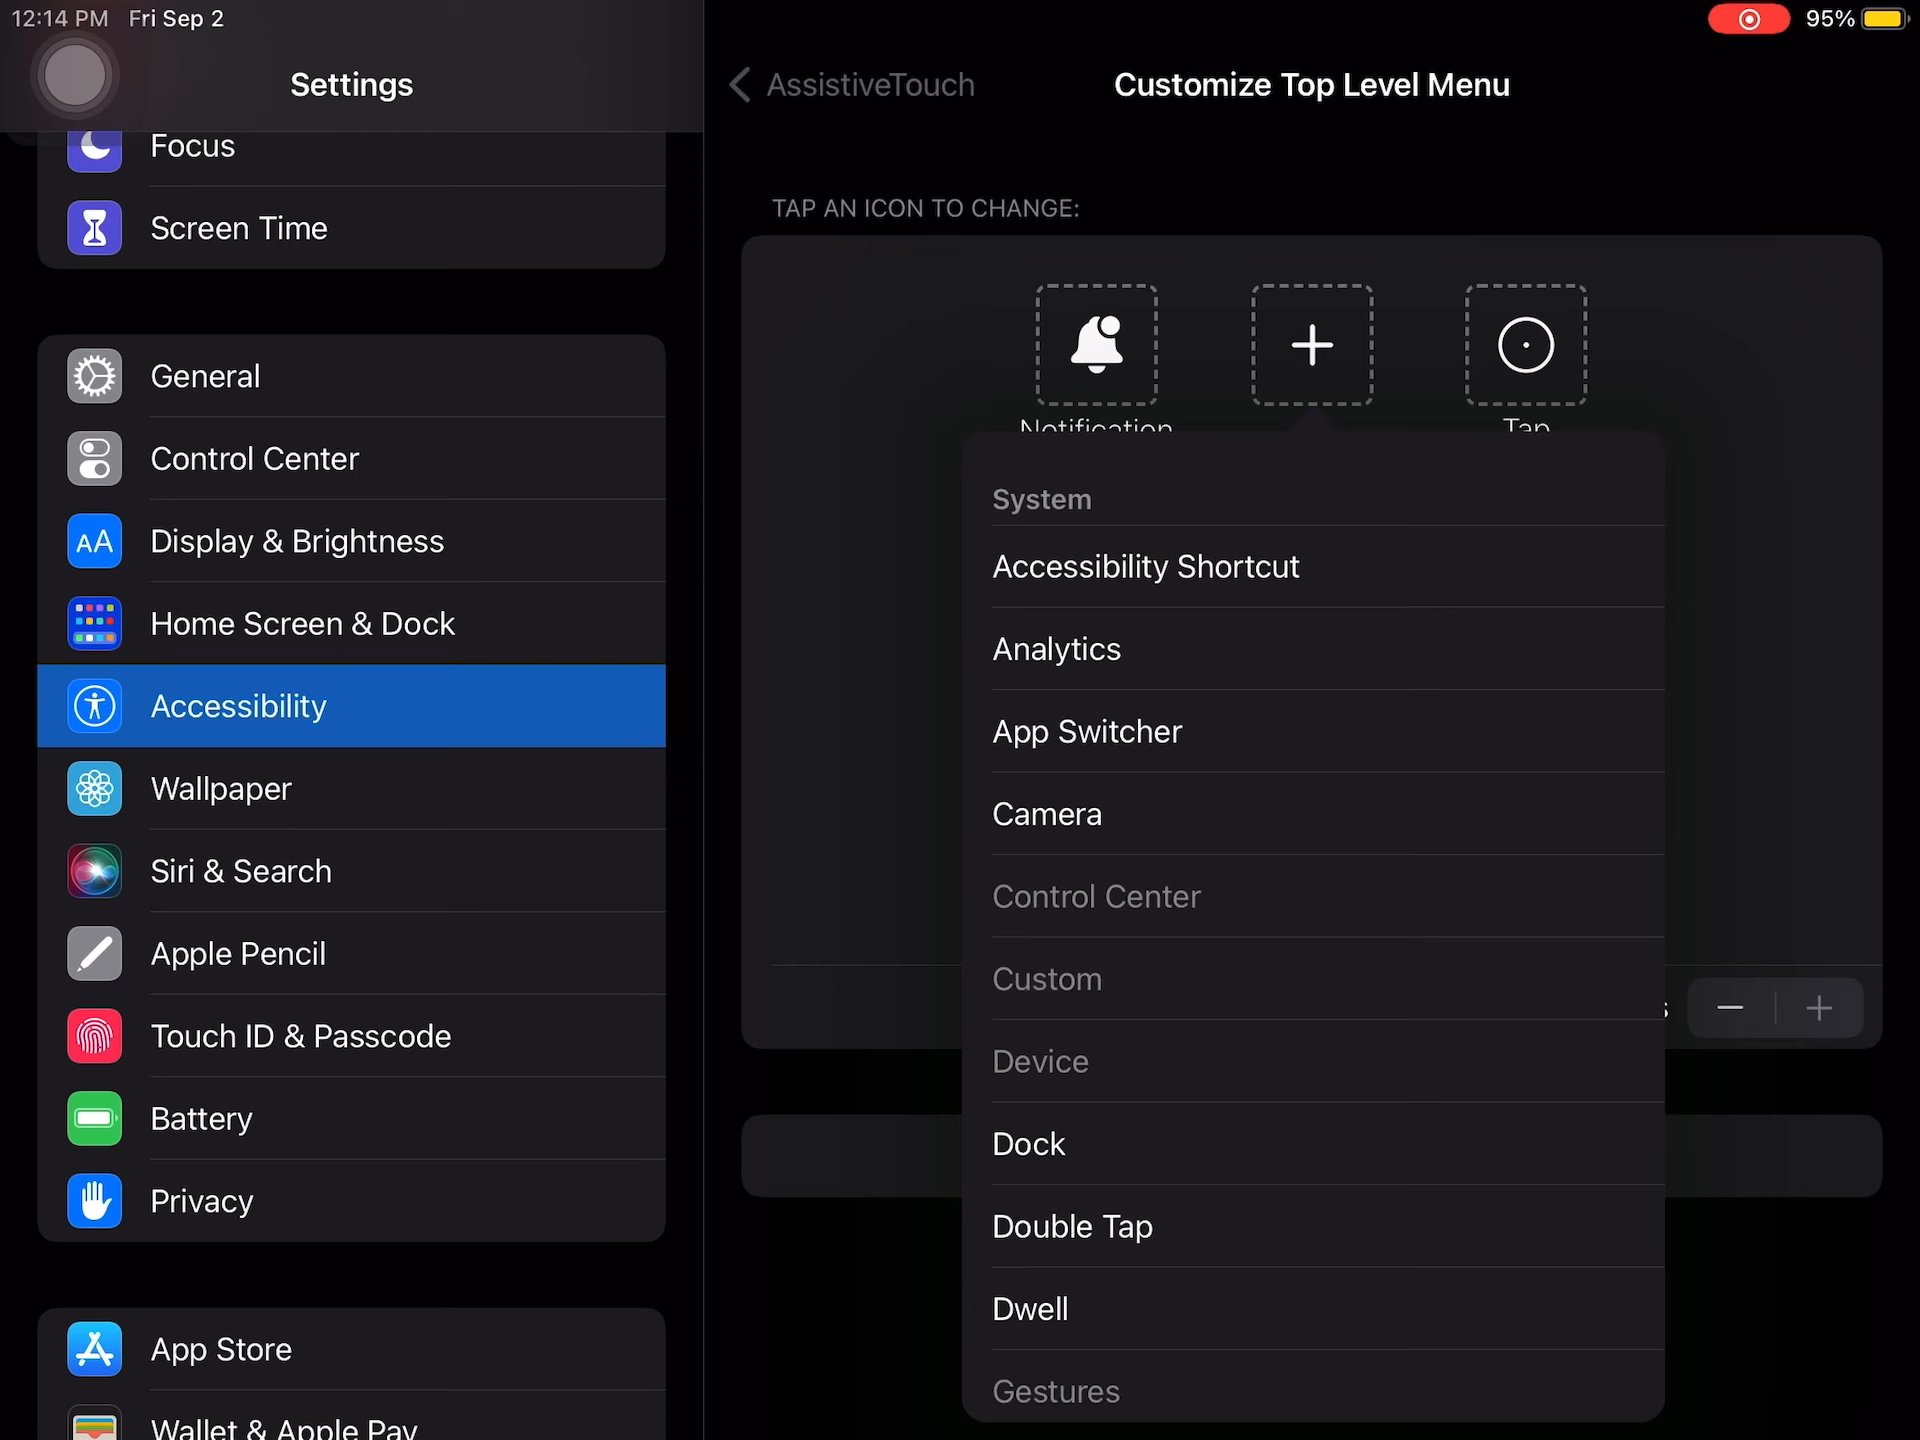 12:14 PM Fri Sep 2
95%
Settings
Focus
Screen Time
General
Control Center
AA Display & Brightness
Home Screen & Dock
Accessibility
Wallpaper
Siri & Search
Apple Pencil
Touch ID & Passcode
Battery
Privacy
App Store
Wallet & Apple Pay
AssistiveTouch
Customize Top Level Menu
TAP AN ICON TO CHANGE:
Notification
Tap
System
Accessibility Shortcut
Analytics
App Switcher
Camera
Control Center
Custom
Device
Dock
Double Tap
Dwell
Gestures